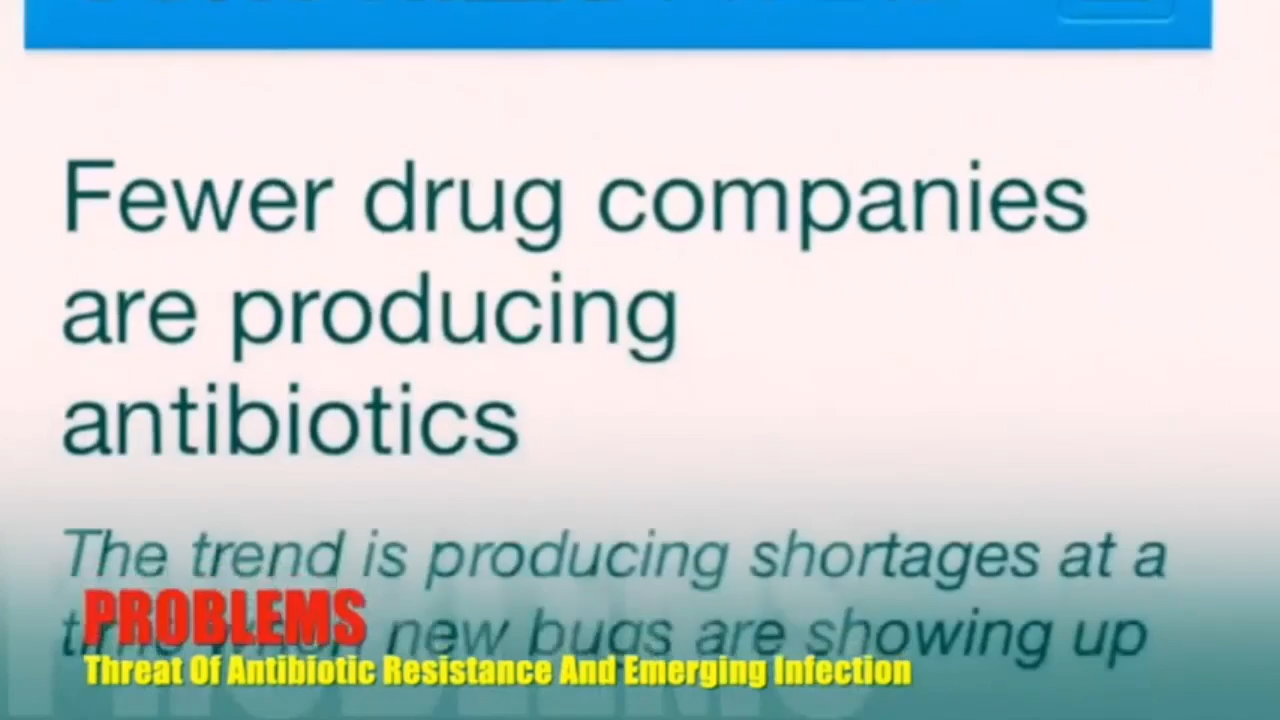 Fewer drug companies
are producing
antibiotics
The trend is producing shortages at a
new bugs are showing up
PROBLEMS
Threat Of Antibiotic Resistance And Emerging Infection